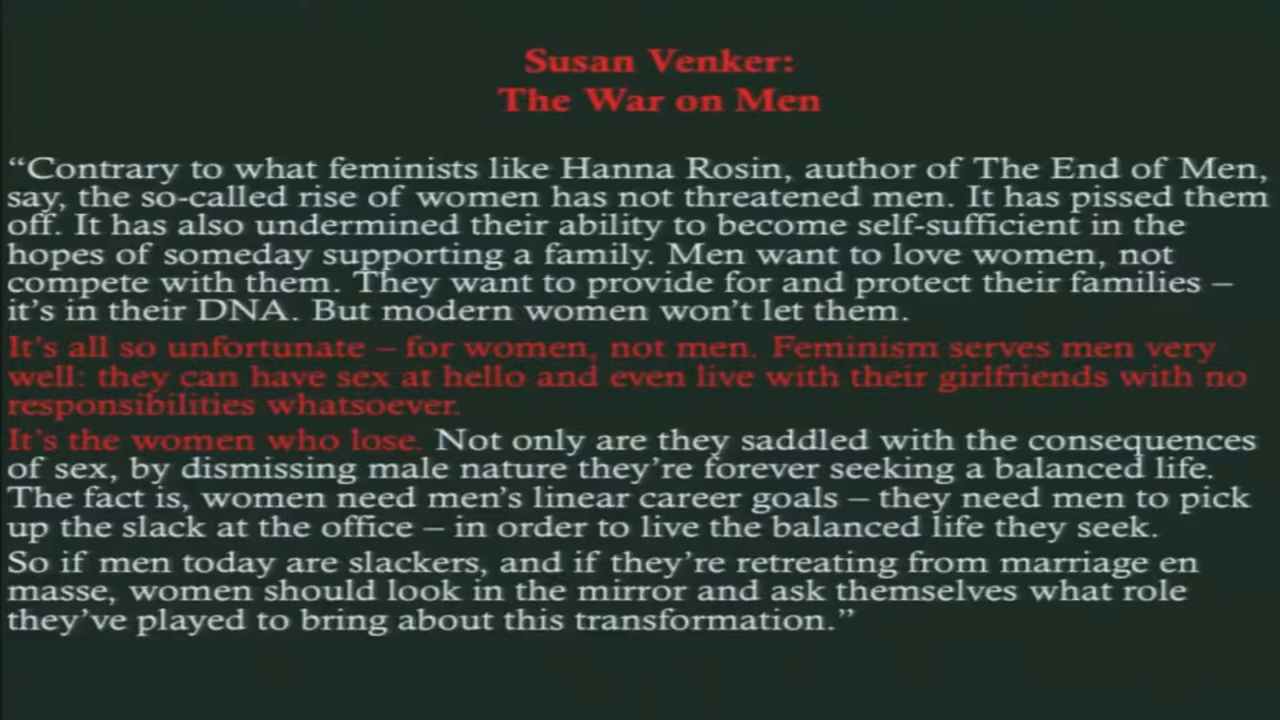 Susan Venker:
The War on Men
“Contrary to what feminists like Hanna Rosin, author of The End of Men,
say, the so-called rise of women has not threatened men. It has pissed them
off. It has also undermined their ability to become self-sufficient in the
hopes of someday supporting a family. Men want to love women, not
compete with them. They want to provide for and protect their families –
it’s in their DNA. But modern women won’t let them.
It’s all so unfortunate – for women, not men. Feminism serves men very
well: they can have sex at hello and even live with their girlfriends with no
responsibilities whatsoever.
It’s the women who lose. Not only are they saddled with the consequences
of sex, by dismissing male nature they’re forever seeking a balanced life.
The fact is, women need men’s linear career goals – they need men to pick
up the slack at the office – in order to live the balanced life they seek.
So if men today are slackers, and if they’re retreating from marriage en
masse, women should look in the mirror and ask themselves what role
they’ve played to bring about this transformation.”